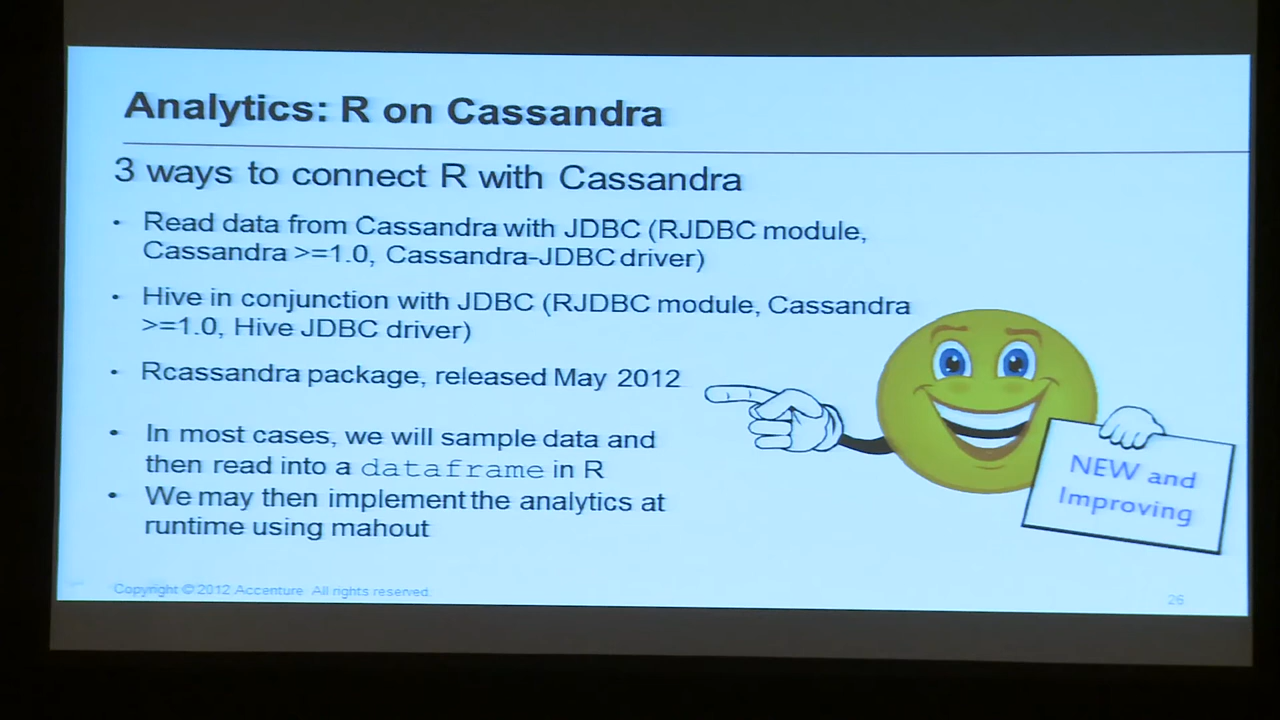 Analytics: R on Cassandra
3 ways to connect R with Cassandra
• Read data from Cassandra with JDBC (RJDBC module,
Cassandra >=1.0, Cassandra-JDBC driver)
• Hive in conjunction with JDBC (RJDBC module, Cassandra
>=1.0, Hive JDBC driver)
• Rcassandra package, released May 2012
• In most cases, we will sample data and
then read into a dataframe in R
• We may then implement the analytics at
runtime using mahout
NEW and
Improving
Copyright © 2012 Accenture All rights reserved.
26